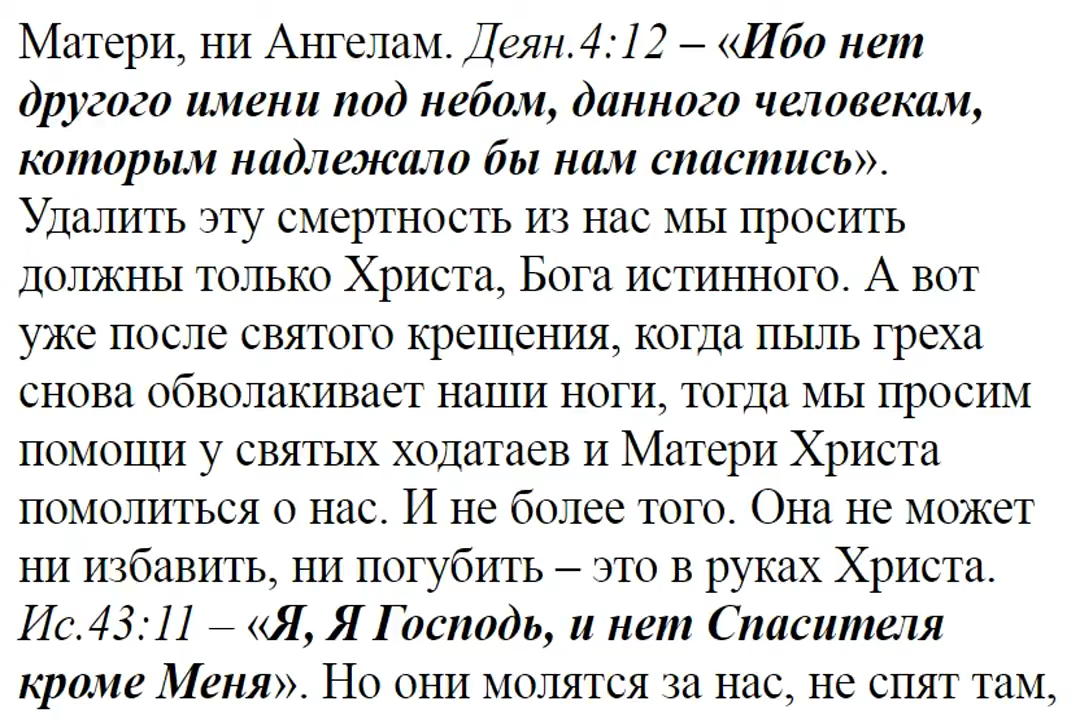 Матери, ни Ангелам. Деян.4:12 – «Ибо нет
другого имени под небом, данного человекам,
которым надлежало бы нам спастись».
Удалить эту смертность из нас мы просить
должны только Христа, Бога истинного. А вот
уже после святого крещения, когда пыль греха
снова обволакивает наши ноги, тогда мы просим
помощи у святых ходатаев и Матери Христа
помолиться о нас. И не более того. Она не может
ни избавить, ни погубить – это в руках Христа.
Ис.43:11 – «Я, Я Господь, и нет Спасителя
кроме Меня». Но они молятся за нас, не спят там,